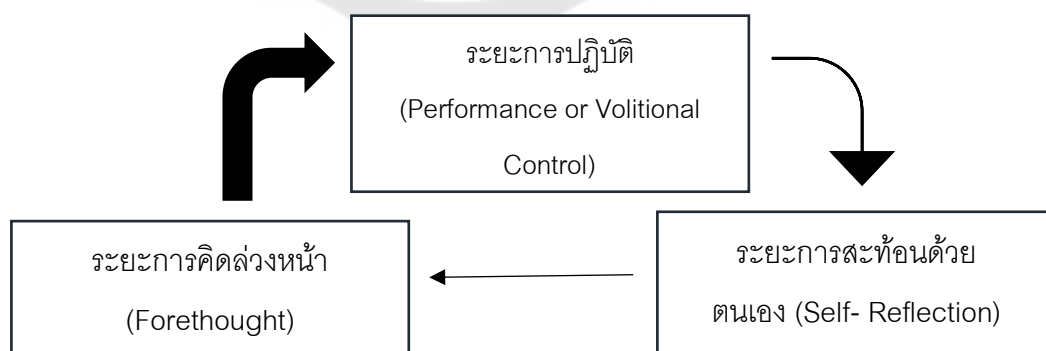 ระยะการปฏิบัติ
(Performance or Volitional
Control)
ระยะการคิดล่วงหน้า
(Forethought)
ระยะการสะท้อนด้วย
ตนเอง (Self- Reflection)